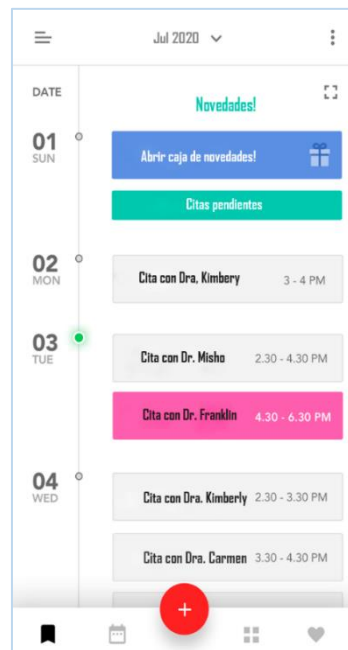 Jul 2020
DATE
Novedades!
01
SUN
Abrir caja de novedades!
Citas pendientes
02
MON
Cita con Dra, Kimbery 3 - 4 PM
03
TUE
Cita con Dr. Misho 2.30 - 4.30 PM
Cita con Dr. Franklin 4.30 - 6.30 PM
04
WED
Cita con Dra. Kimberly 2.30 - 3.30 PM
Cita con Dra. Carmen 3.30 - 4.30 PM
+